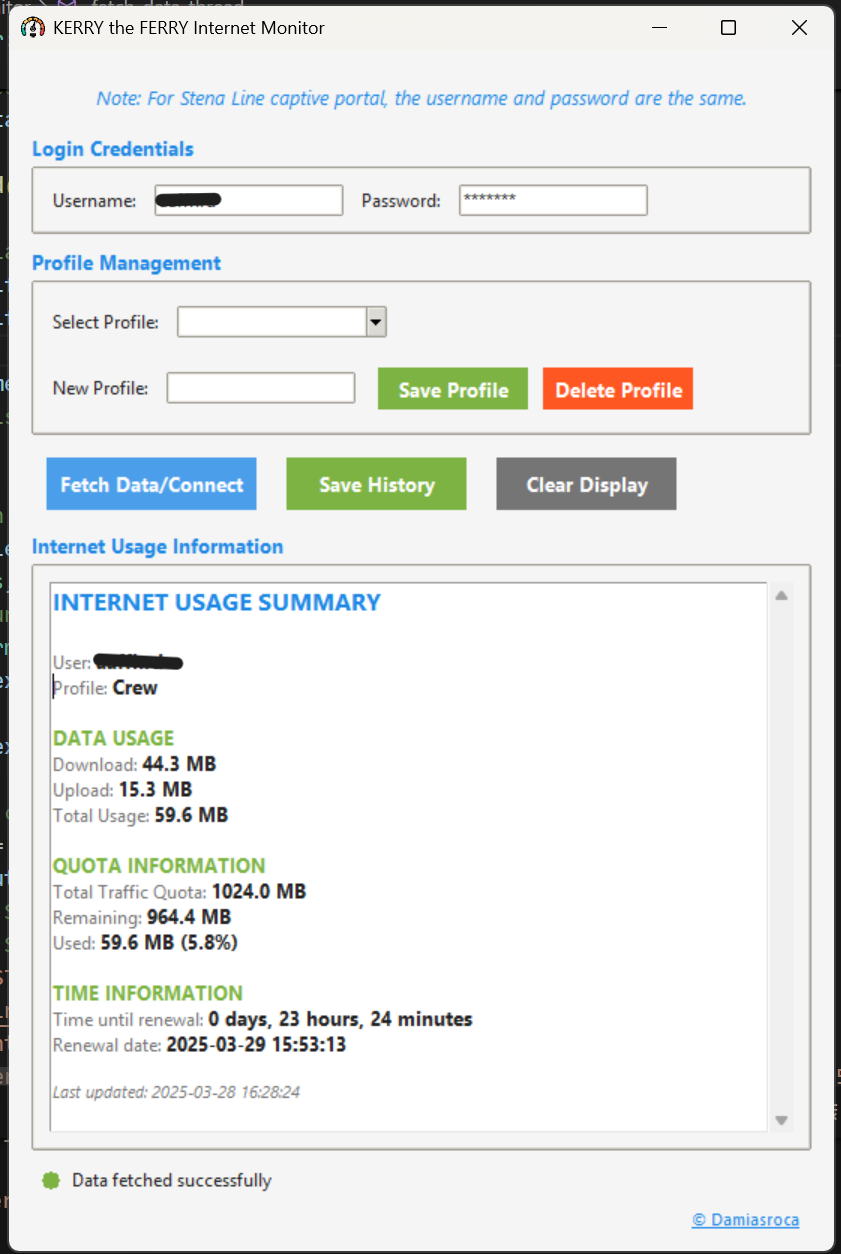 KERRY the FERRY Internet Monitor
Note: For Stena Line captive portal, the username and password are the same.
Login Credentials
Username: Password: *******
Profile Management
Select Profile:
New Profile: Save Profile Delete Profile
Fetch Data/Connect Save History Clear Display
Internet Usage Information
INTERNET USAGE SUMMARY
User:
Profile: Crew
DATA USAGE
Download: 44.3 MB
Upload: 15.3 MB
Total Usage: 59.6 MB
QUOTA INFORMATION
Total Traffic Quota: 1024.0 MB
Remaining: 964.4 MB
Used: 59.6 MB (5.8%)
TIME INFORMATION
Time until renewal: 0 days, 23 hours, 24 minutes
Renewal date: 2025-03-29 15:53:13
Last updated: 2025-03-28 16:28:24
Data fetched successfully
© Damiasroca